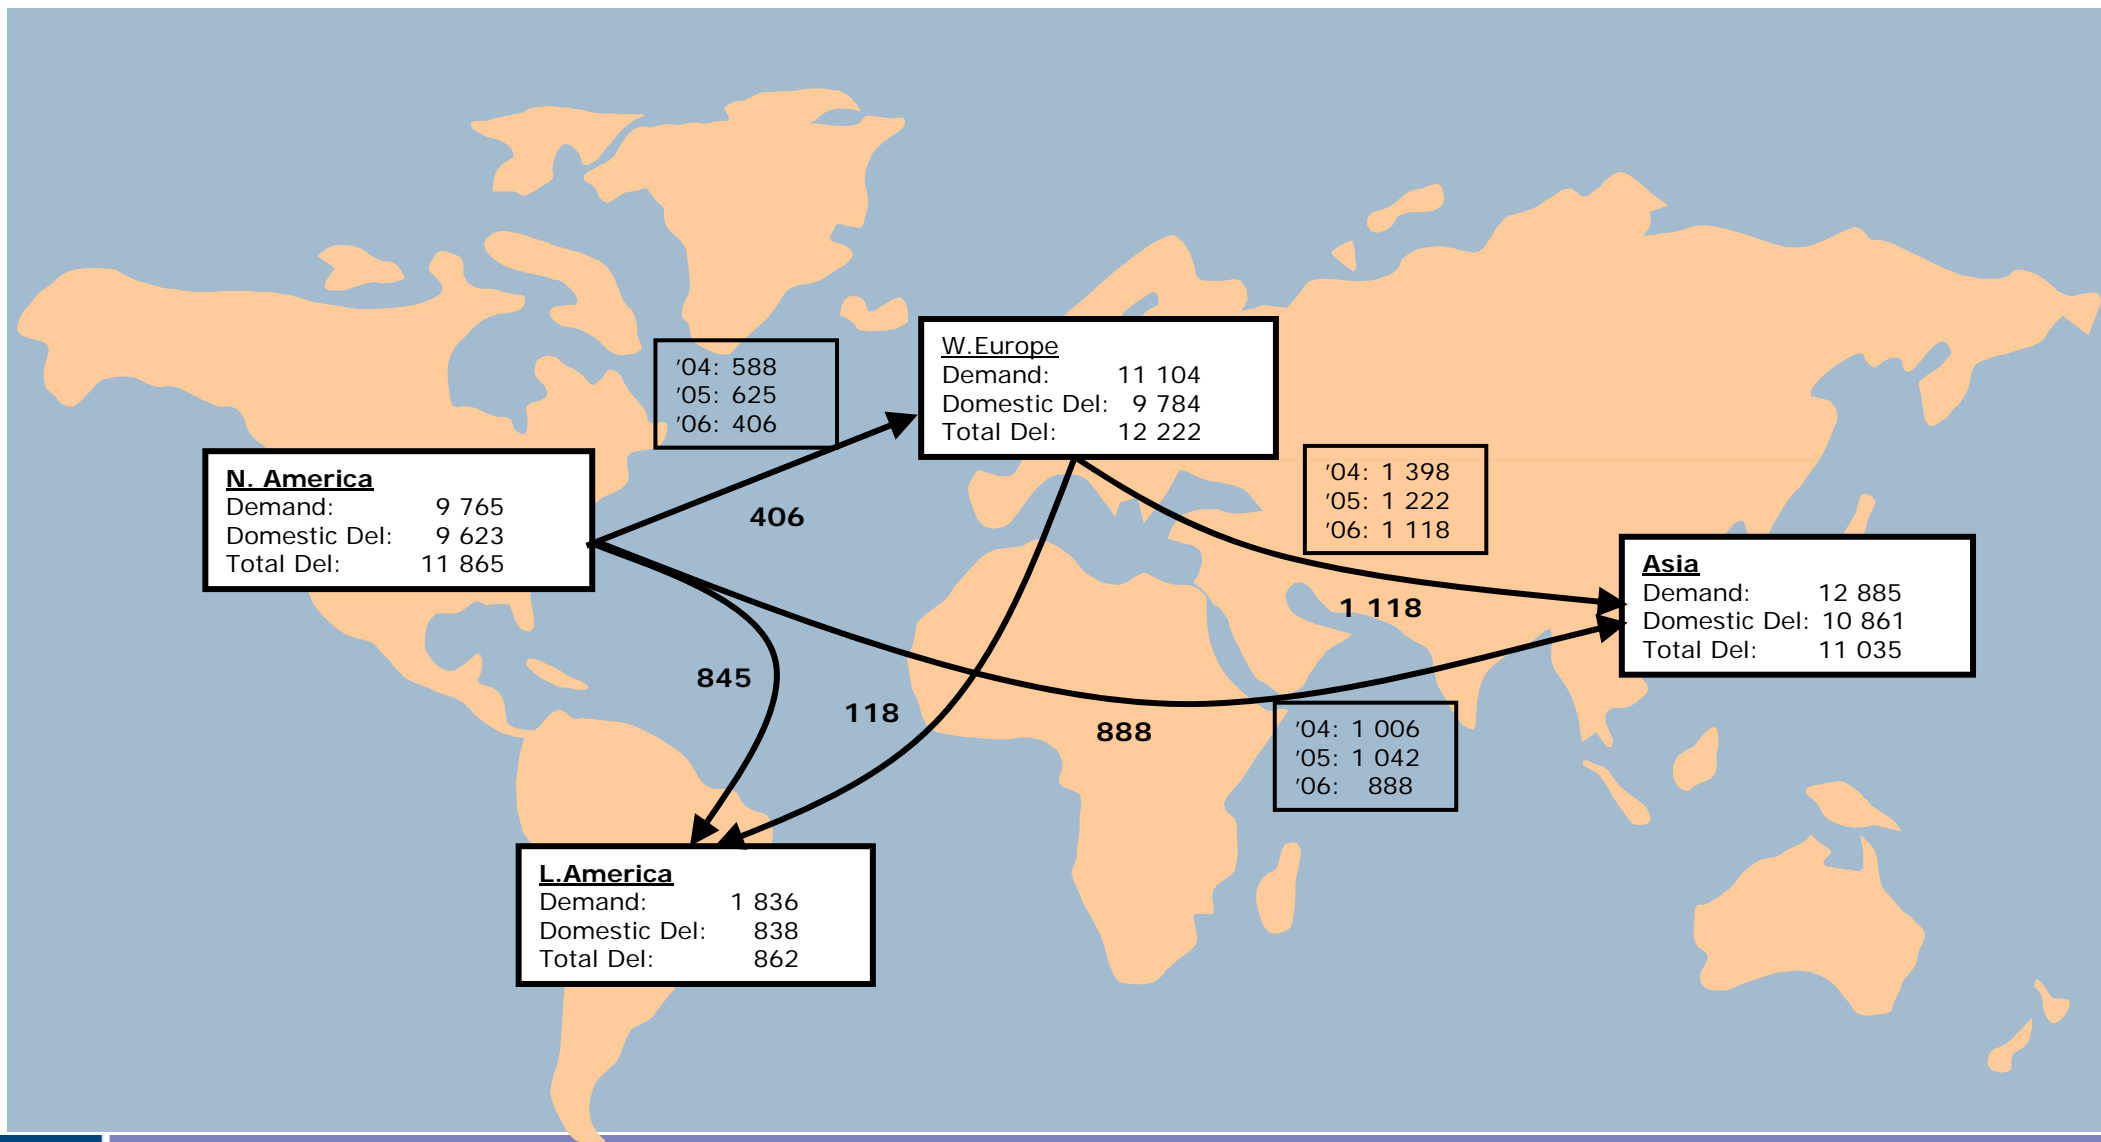 '04: 588
'05: 625
'06: 406
W.Europe
Demand: 11 104
Domestic Del: 9 784
Total Del: 12 222
N. America
Demand: 9 765
Domestic Del: 9 623
Total Del: 11 865
406
'04: 1 398
'05: 1 222
'06: 1 118
1 118
Asia
Demand: 12 885
Domestic Del: 10 861
Total Del: 11 035
845
118
888
'04: 1 006
'05: 1 042
'06: 888
L.America
Demand: 1 836
Domestic Del: 838
Total Del: 862